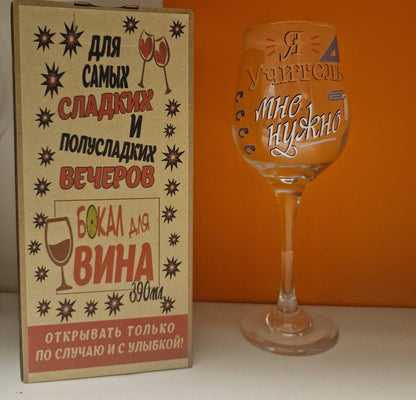 ДЛЯ
САМЫХ
СЛАДКИХ
И
ПОЛУСЛАДКИХ
ВЕЧЕРОВ
БОКАЛ для
ВИНА
390мл.
ОТКРЫВАТЬ ТОЛЬКО
ПО СЛУЧАЮ И С УЛЫБКОЙ!
Я
УЧИТЕЛЬ
мне
нужно!